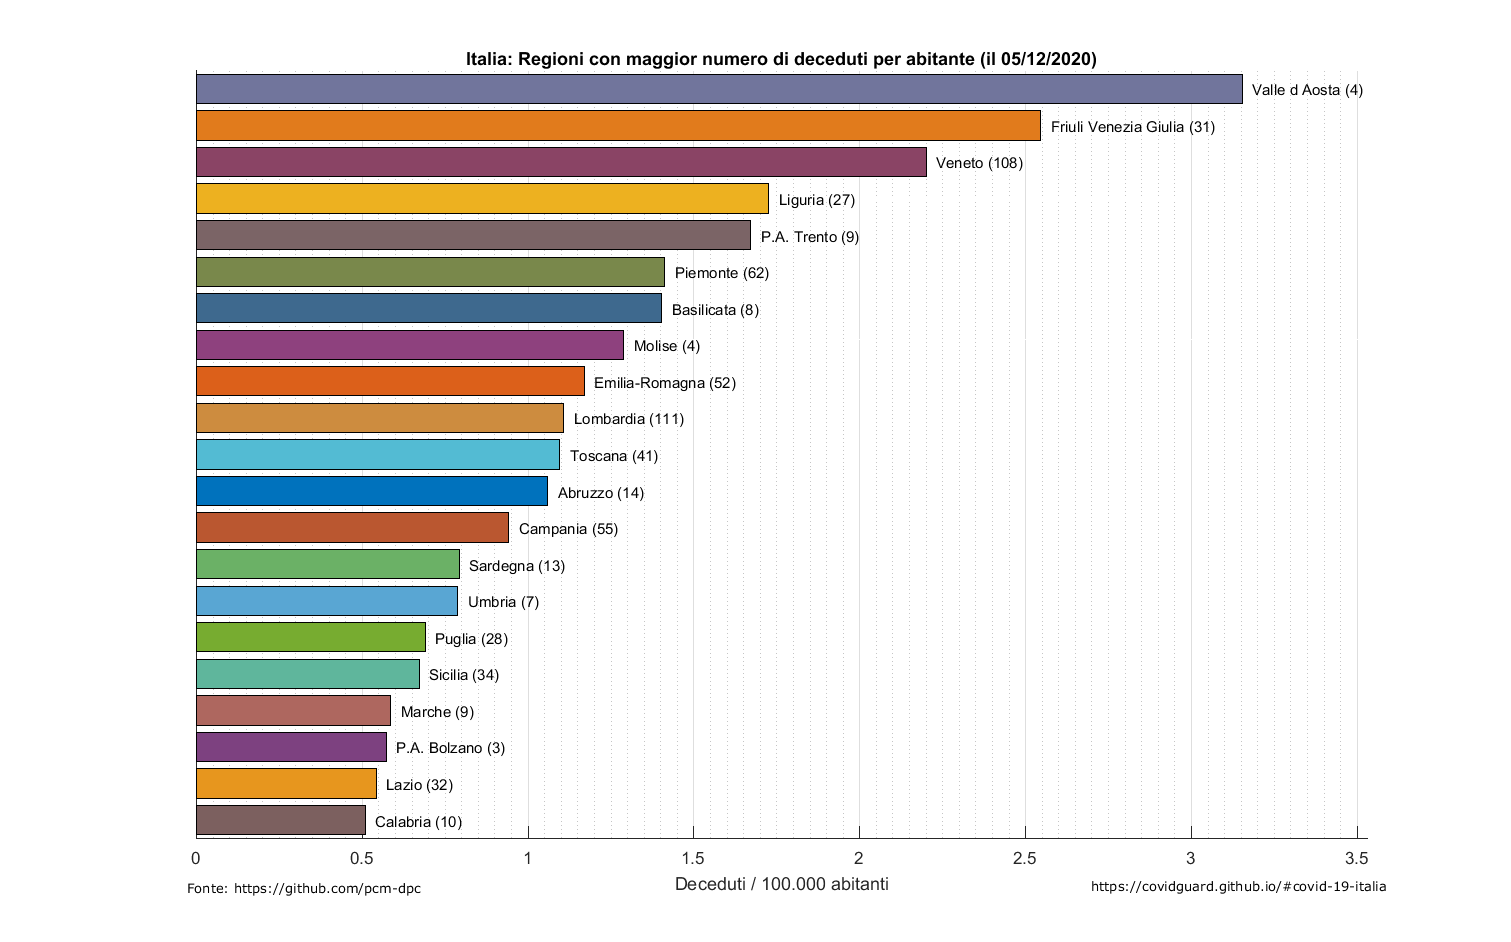 Italia: Regioni con maggior numero di deceduti per abitante (il 05/12/2020)
Valle d Aosta (4)
Friuli Venezia Giulia (31)
Veneto (108)
Liguria (27)
P.A. Trento (9)
Piemonte (62)
Basilicata (8)
Molise (4)
Emilia-Romagna (52)
Lombardia (111)
Toscana (41)
Abruzzo (14)
Campania (55)
Sardegna (13)
Umbria (7)
Puglia (28)
Sicilia (34)
Marche (9)
P.A. Bolzano (3)
Lazio (32)
Calabria (10)
0 0.5 1 1.5 2 2.5 3 3.5
Deceduti / 100.000 abitanti
Fonte: https://github.com/pcm-dpc
https://covidguard.github.io/#covid-19-italia